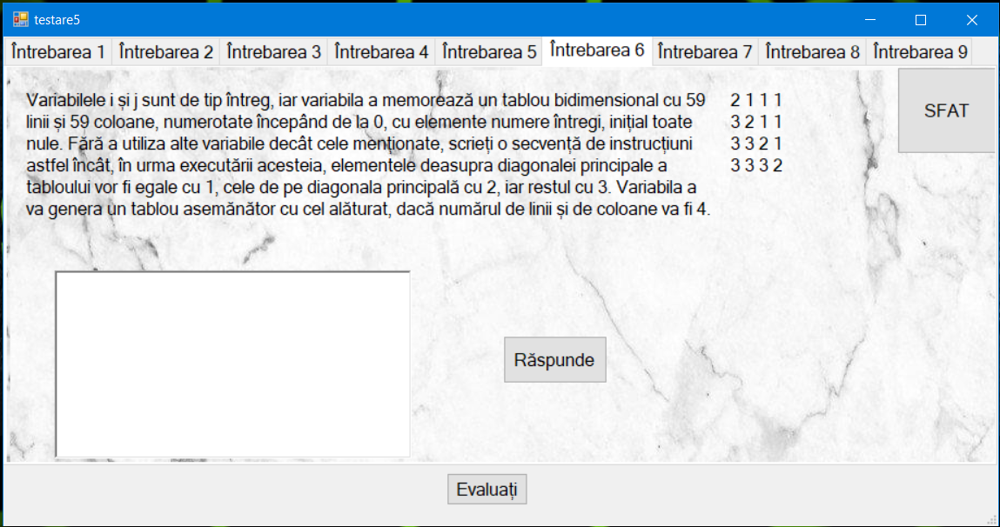 testare5
Întrebarea 1 Întrebarea 2 Întrebarea 3 Întrebarea 4 Întrebarea 5 Întrebarea 6 Întrebarea 7 Întrebarea 8 Întrebarea 9
Variabilele i și j sunt de tip întreg, iar variabila a memorează un tablou bidimensional cu 59
linii și 59 coloane, numerotate începând de la 0, cu elemente numere întregi, inițial toate
nule. Fără a utiliza alte variabile decât cele menționate, scrieți o secvență de instrucțiuni
astfel încât, în urma executării acesteia, elementele deasupra diagonalei principale a
tabloului vor fi egale cu 1, cele de pe diagonala principală cu 2, iar restul cu 3. Variabila a
va genera un tablou asemănător cu cel alăturat, dacă numărul de linii și de coloane va fi 4.
2 1 1 1
3 2 1 1
3 3 2 1
3 3 3 2
SFAT
Răspunde
Evaluați